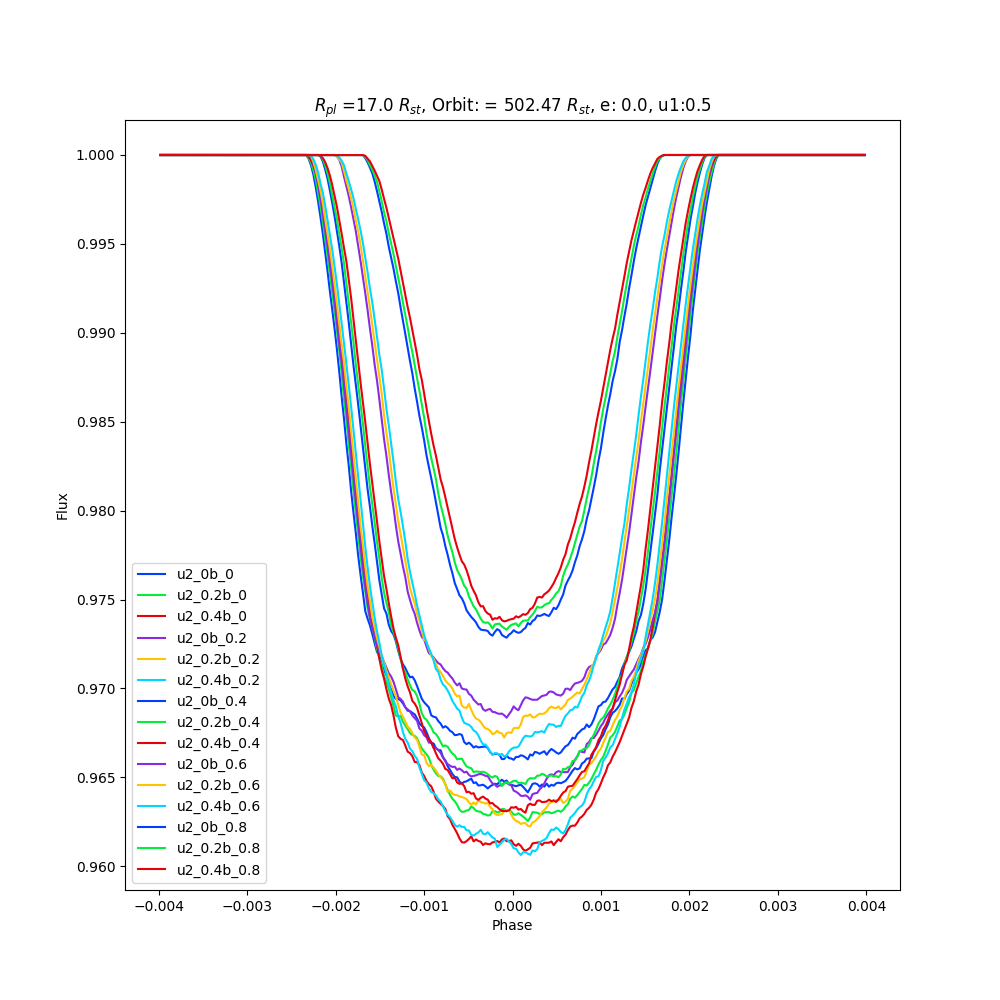 R_pl =17.0 R_st, Orbit: = 502.47 R_st, e: 0.0, u1:0.5
1.000
0.995
0.990
0.985
0.980
0.975
0.970
0.965
0.960
Flux
u2_0b_0
u2_0.2b_0
u2_0.4b_0
u2_0b_0.2
u2_0.2b_0.2
u2_0.4b_0.2
u2_0b_0.4
u2_0.2b_0.4
u2_0.4b_0.4
u2_0b_0.6
u2_0.2b_0.6
u2_0.4b_0.6
u2_0b_0.8
u2_0.2b_0.8
u2_0.4b_0.8
−0.004 −0.003 −0.002 −0.001 0.000 0.001 0.002 0.003 0.004
Phase